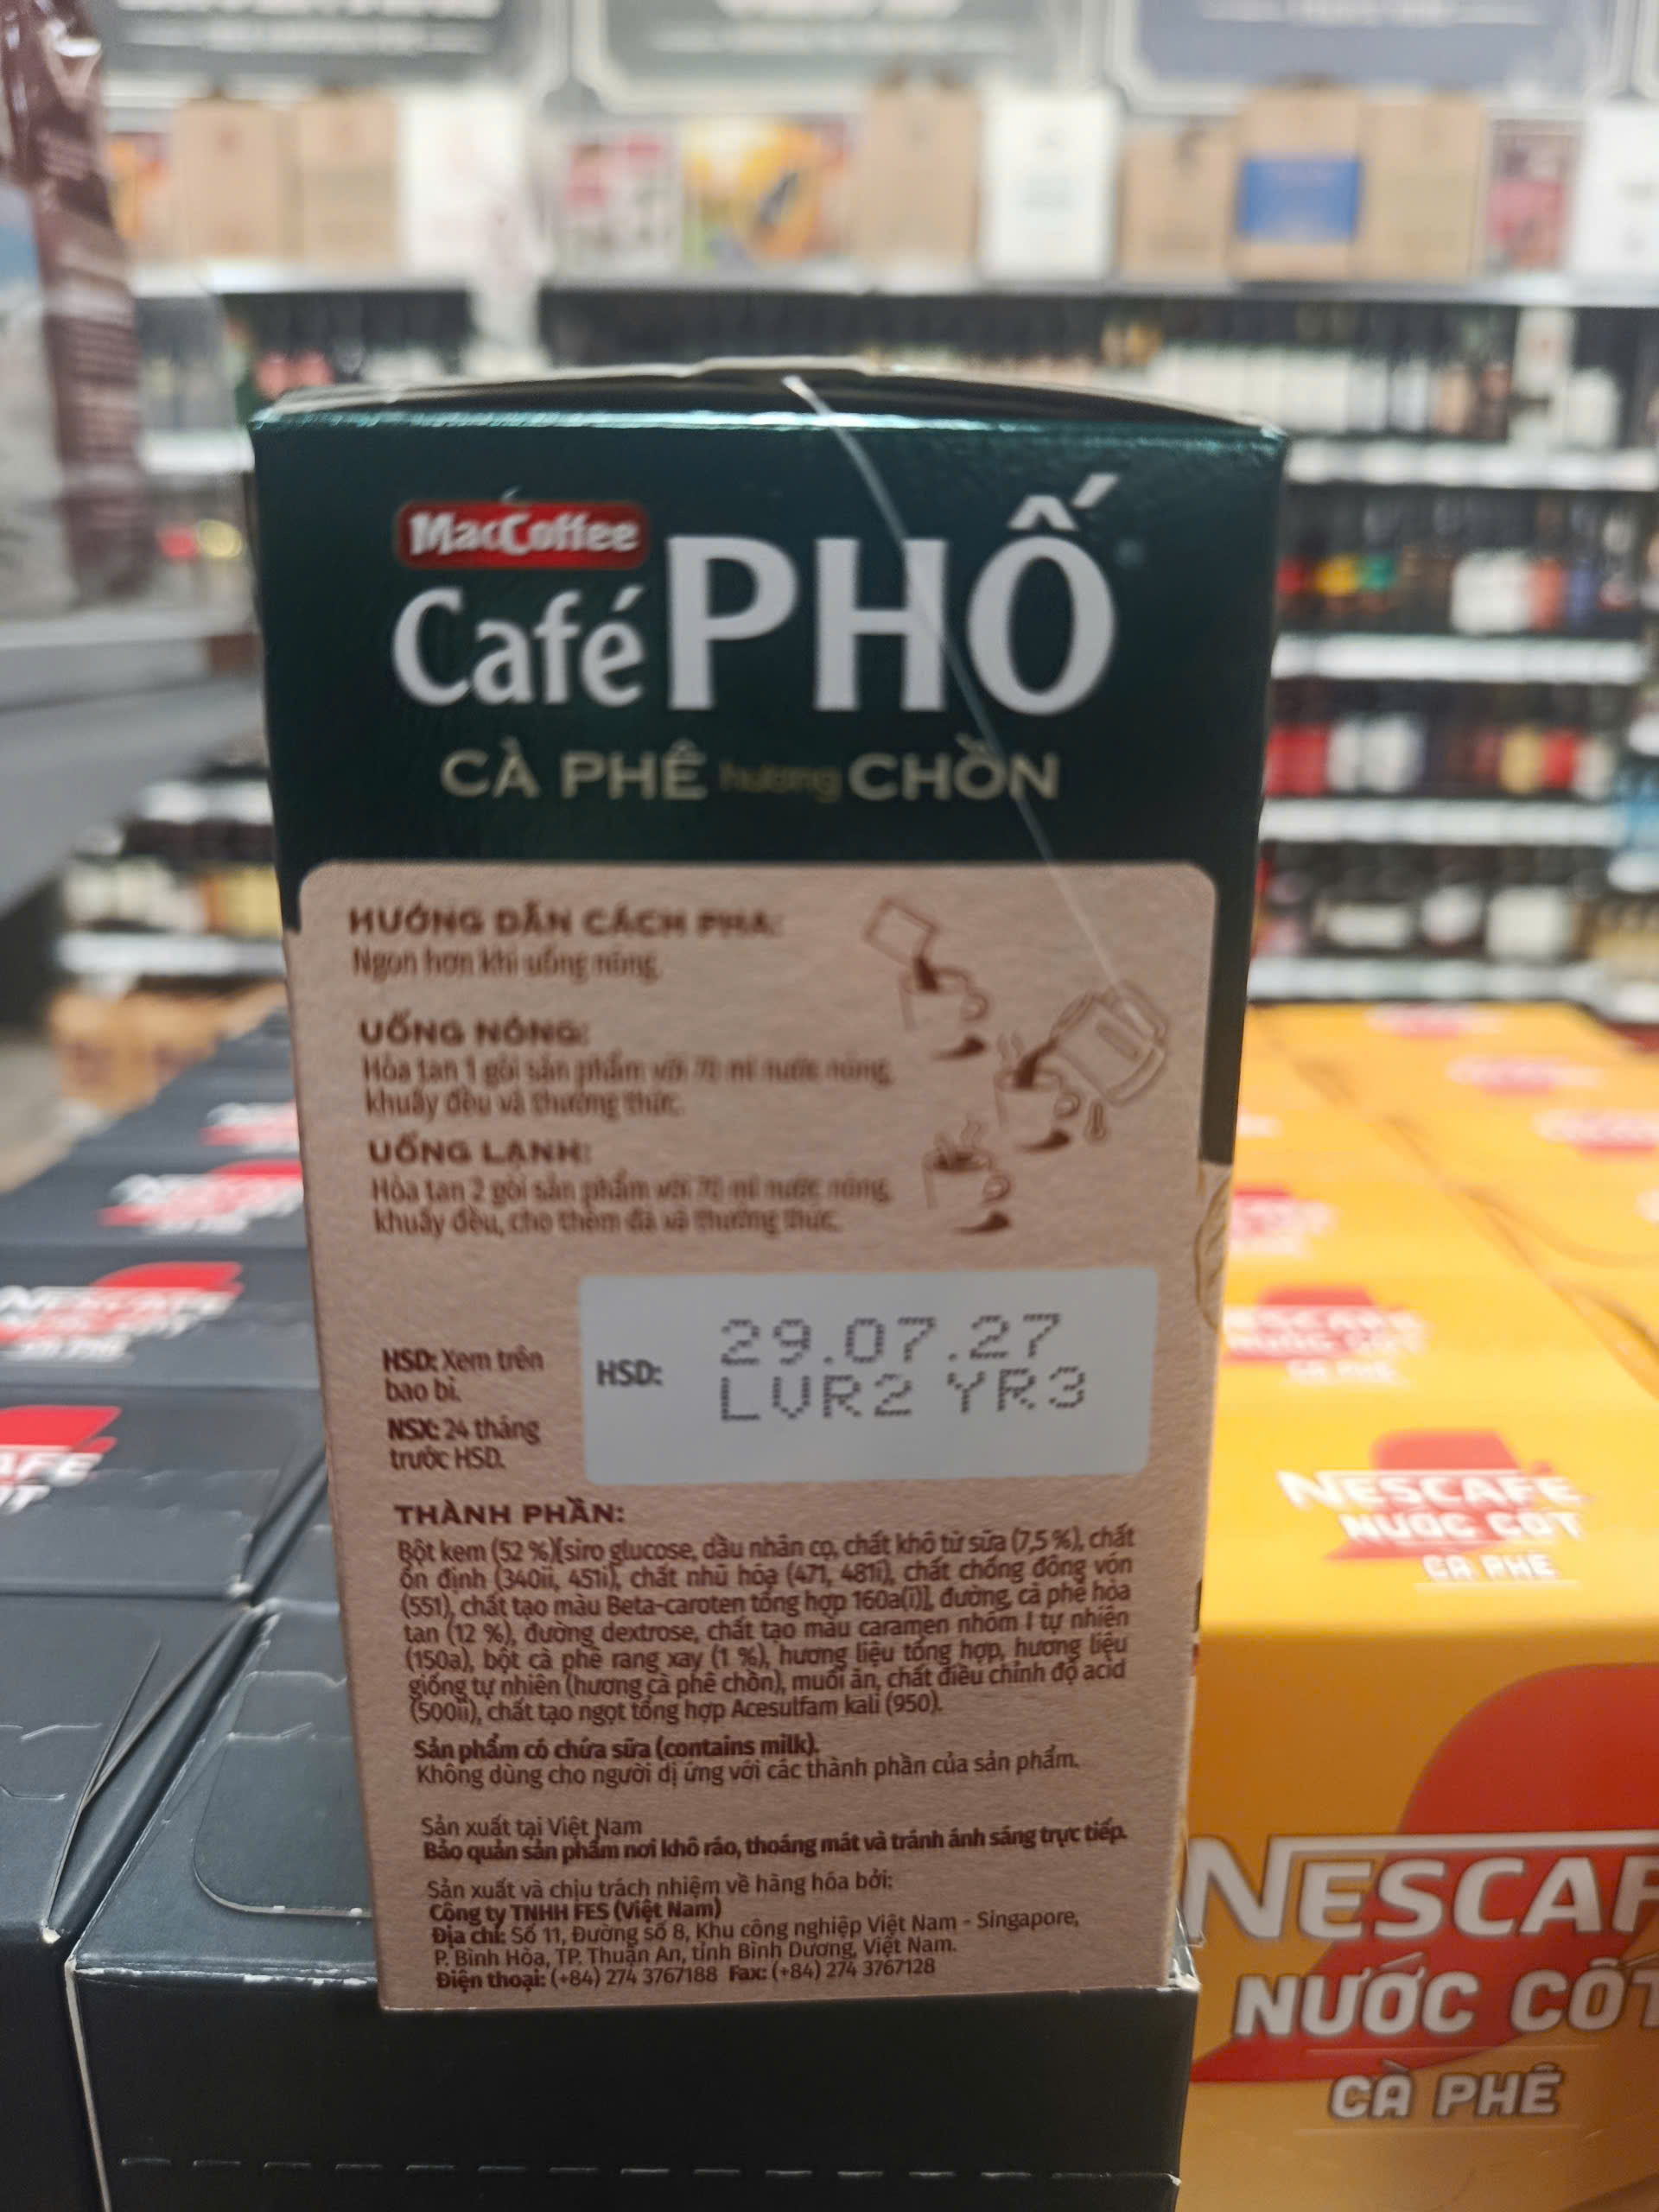 MacCoffee
Café PHỐ
CÀ PHÊ hương CHỒN
HƯỚNG DẪN CÁCH PHA:
Ngon hơn khi uống nóng
UỐNG NÓNG:
Hòa tan 1 gói sản phẩm với 70 ml nước nóng,
khuấy đều và thưởng thức.
UỐNG LẠNH:
Hòa tan 2 gói sản phẩm với 70 ml nước nóng,
khuấy đều, cho thêm đá và thưởng thức.
HSD: Xem trên
bao bì.
NSX: 24 tháng
trước HSD.
HSD:
29.07.27
LVR2 YR3
THÀNH PHẦN:
Bột kem (52 %)[siro glucose, dầu nhân cọ, chất khô từ sữa (7,5 %), chất
ổn định (340ii, 451i), chất nhũ hóa (471, 481i), chất chống đông vón
(551), chất tạo màu Beta-caroten tổng hợp 160a(i)], đường, cà phê hòa
tan (12 %), đường dextrose, chất tạo màu caramen nhóm I tự nhiên
(150a), bột cà phê rang xay (1 %), hương liệu tổng hợp, hương liệu
giống tự nhiên (hương cà phê chồn), muối ăn, chất điều chỉnh độ acid
(500ii), chất tạo ngọt tổng hợp Acesulfam kali (950).
Sản phẩm có chứa sữa (contains milk).
Không dùng cho người dị ứng với các thành phần của sản phẩm.
Sản xuất tại Việt Nam
Bảo quản sản phẩm nơi khô ráo, thoáng mát và tránh ánh sáng trực tiếp.
Sản xuất và chịu trách nhiệm về hàng hóa bởi:
Công ty TNHH FES (Việt Nam)
Địa chỉ: Số 11, Đường số 8, Khu công nghiệp Việt Nam - Singapore,
P. Bình Hòa, TP. Thuận An, tỉnh Bình Dương, Việt Nam.
Điện thoại: (+84) 274 3767188 Fax: (+84) 274 3767128
NESCAFE
NƯỚC CỐT
CÀ PHÊ
NESCAF
NƯỚC CỐT
CÀ PHÊ